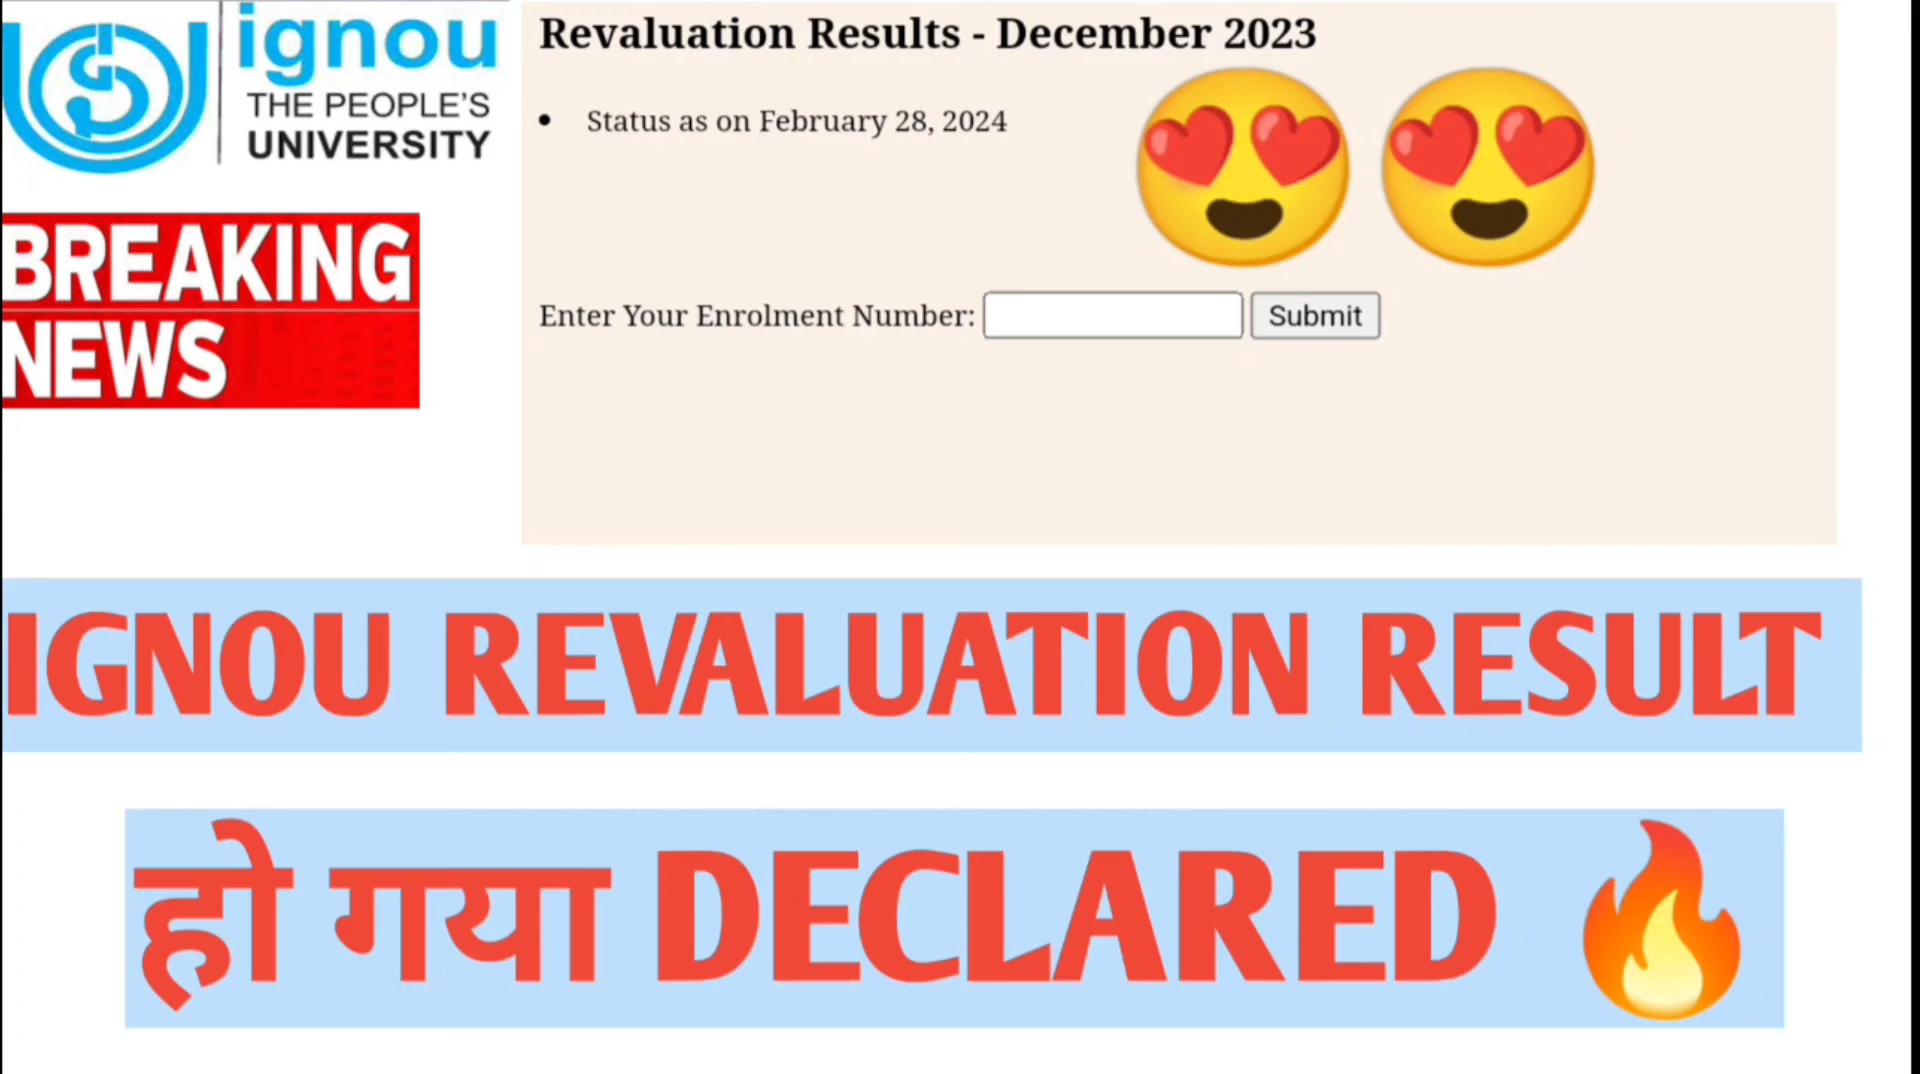 ignou
THE PEOPLE'S
UNIVERSITY
BREAKING
NEWS
Revaluation Results - December 2023
• Status as on February 28, 2024
Enter Your Enrolment Number: Submit
IGNOU REVALUATION RESULT
हो गया DECLARED 🔥